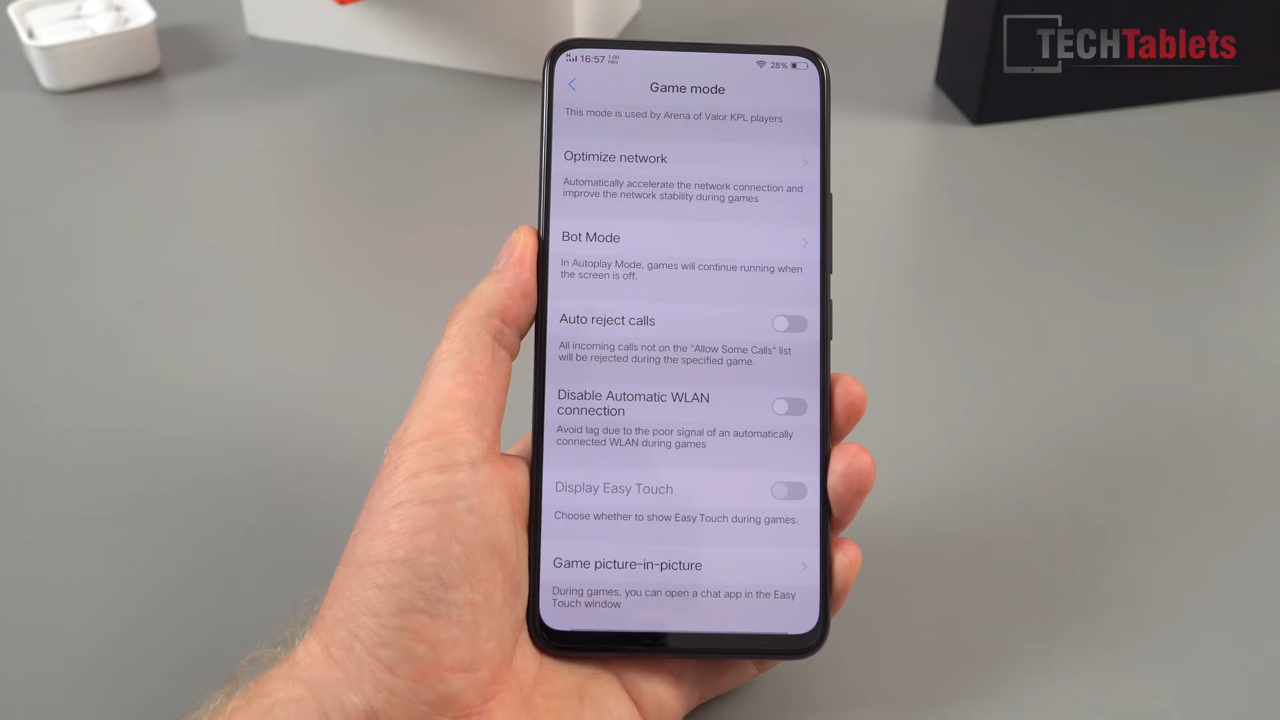 TECHTablets
16:57 1.00 KB/s 28%
Game mode
This mode is used by Arena of Valor KPL players
Optimize network
Automatically accelerate the network connection and
improve the network stability during games
Bot Mode
In Autoplay Mode, games will continue running when
the screen is off.
Auto reject calls
All incoming calls not on the "Allow Some Calls" list
will be rejected during the specified game.
Disable Automatic WLAN
connection
Avoid lag due to the poor signal of an automatically
connected WLAN during games
Display Easy Touch
Choose whether to show Easy Touch during games.
Game picture-in-picture
During games, you can open a chat app in the Easy
Touch window